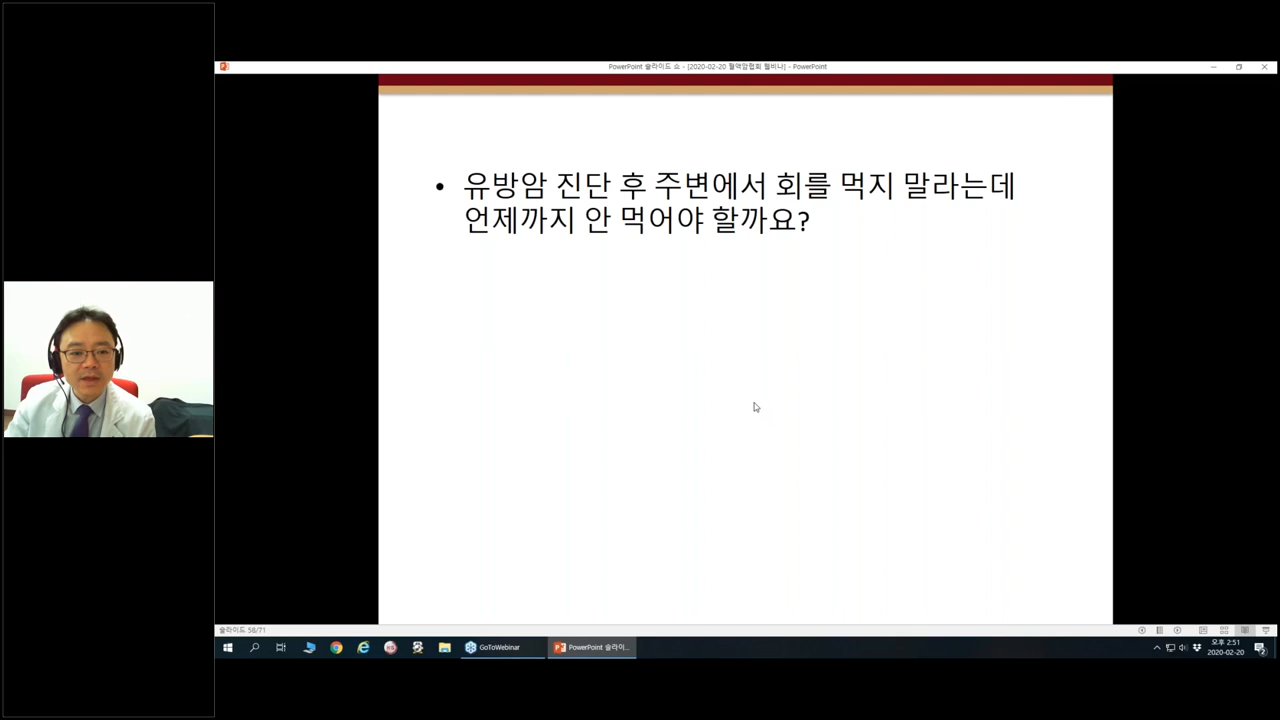 PowerPoint 슬라이드 쇼 - [2020-02-20 혈액암협회 웹비나] - PowerPoint
• 유방암 진단 후 주변에서 회를 먹지 말라는데
언제까지 안 먹어야 할까요?
슬라이드 58/71
GoToWebinar
PowerPoint 슬라이...
오후 2:51
2020-02-20